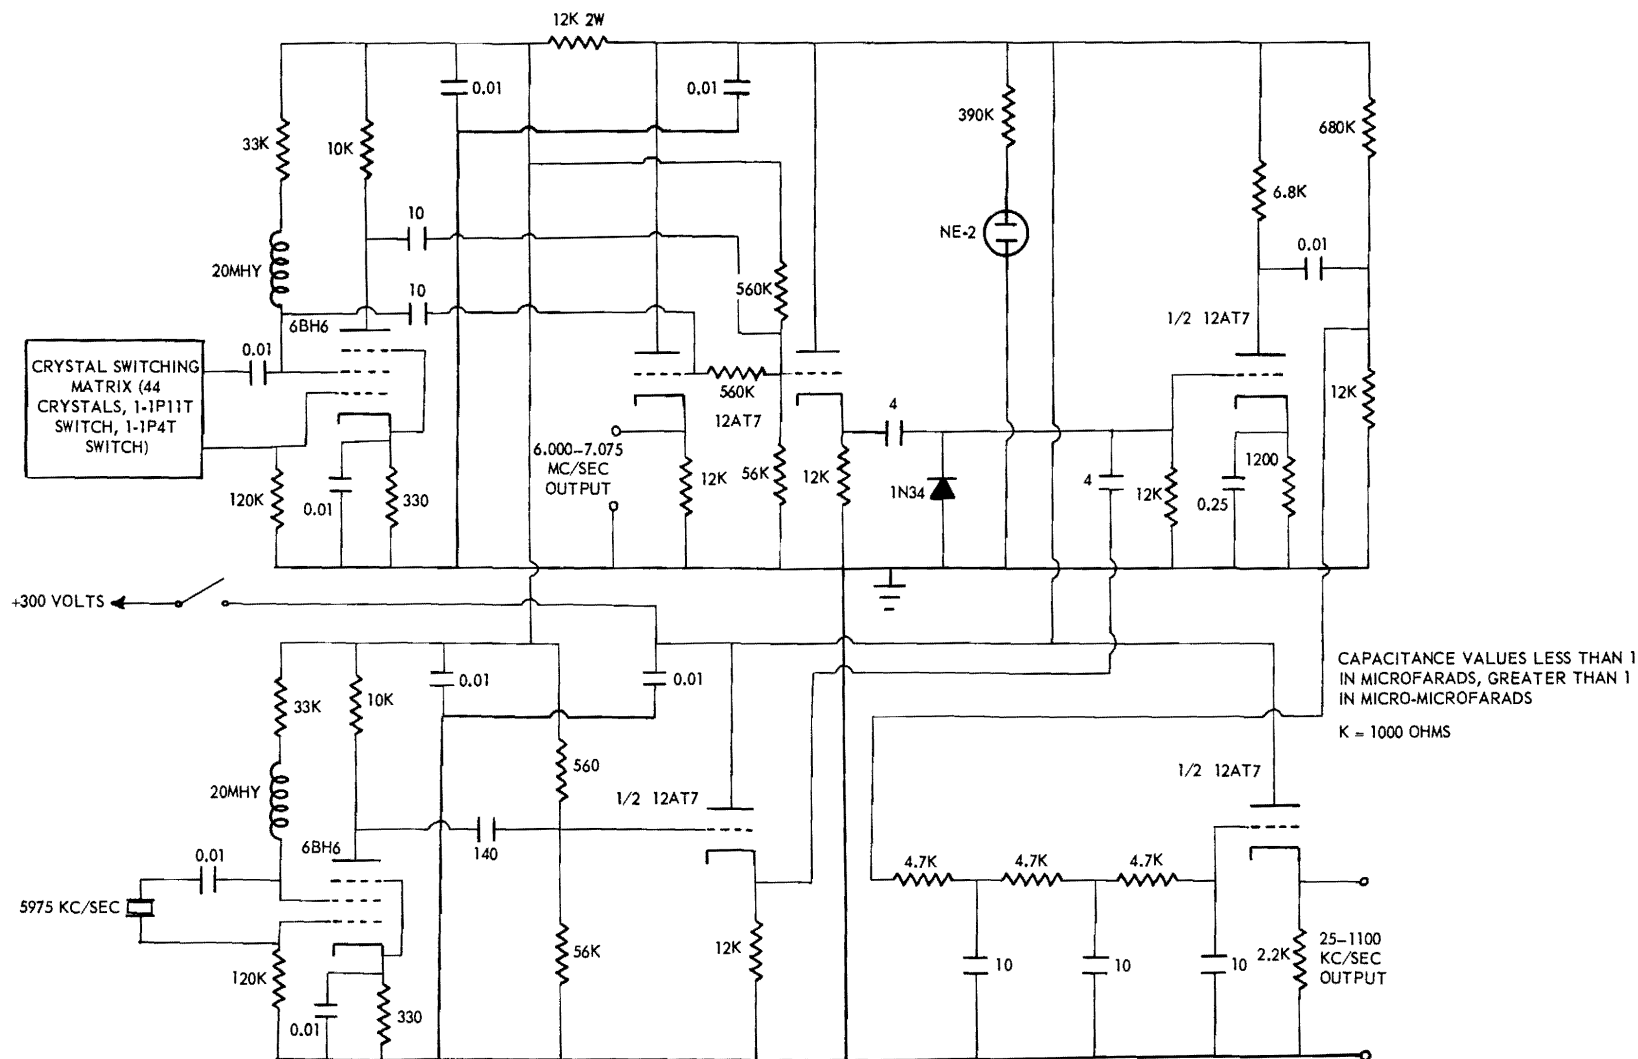 12K 2W
0.01
0.01
33K
10K
390K
680K
6.8K
10
NE-2
0.01
20MHY
10
560K
6BH6
1/2 12AT7
0.01
CRYSTAL SWITCHING
MATRIX (44
CRYSTALS, 1-1P11T
SWITCH, 1-1P4T
SWITCH)
560K
12K
12AT7
4
6.000-7.075
MC/SEC
OUTPUT
120K
0.01
330
12K
56K
12K
1N34
4
12K
1200
0.25
+300 VOLTS
CAPACITANCE VALUES LESS THAN 1
IN MICROFARADS, GREATER THAN 1
IN MICRO-MICROFARADS
K = 1000 OHMS
33K
10K
0.01
0.01
560
20MHY
1/2 12AT7
1/2 12AT7
6BH6
0.01
140
4.7K
4.7K
4.7K
5975 KC/SEC
120K
0.01
330
56K
12K
10
10
10
2.2K
25-1100
KC/SEC
OUTPUT